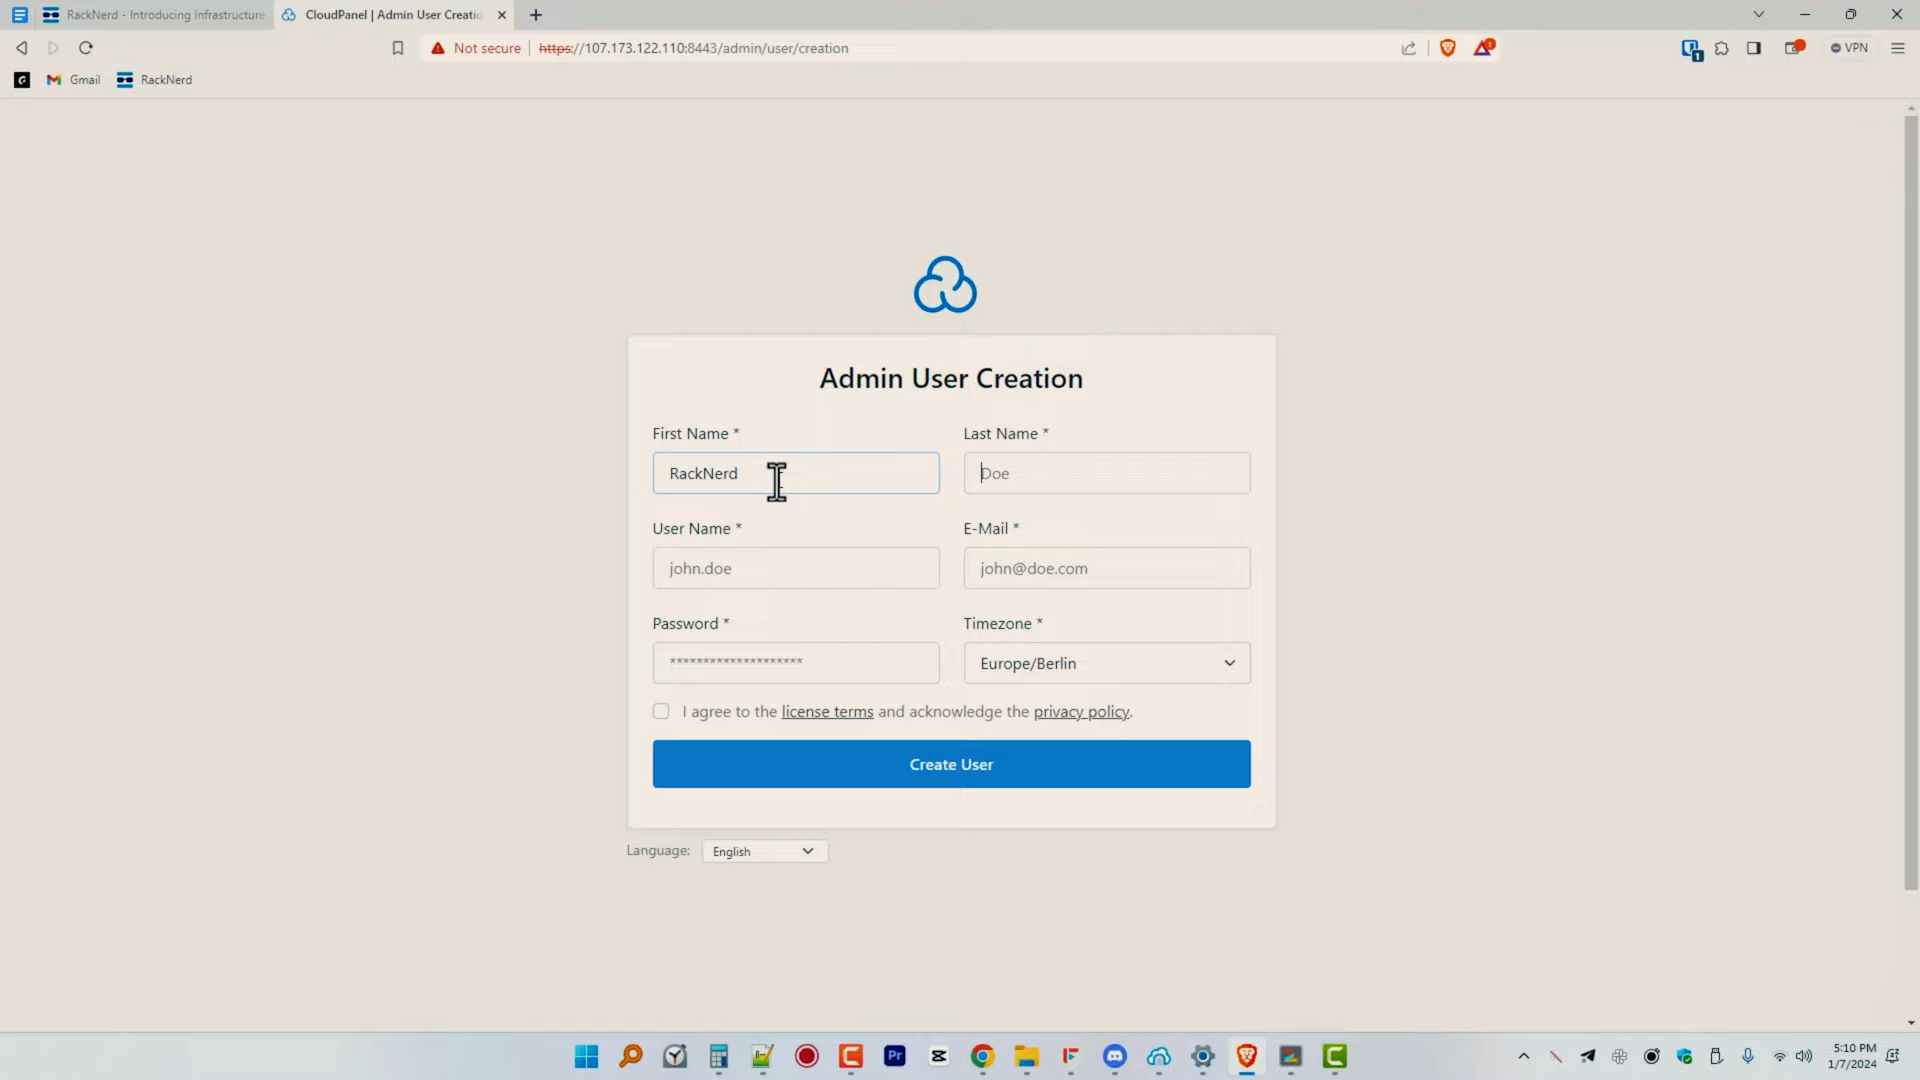 RackNerd - Introducing Infrastructure
CloudPanel | Admin User Creatio
Not secure
https://107.173.122.110:8443/admin/user/creation
VPN
Gmail
RackNerd
Admin User Creation
First Name *
Last Name *
RackNerd
Doe
User Name *
E-Mail *
john.doe
john@doe.com
Password *
Timezone *
********************
Europe/Berlin
I agree to the license terms and acknowledge the privacy policy.
Create User
Language:
English
Pr
5:10 PM
1/7/2024